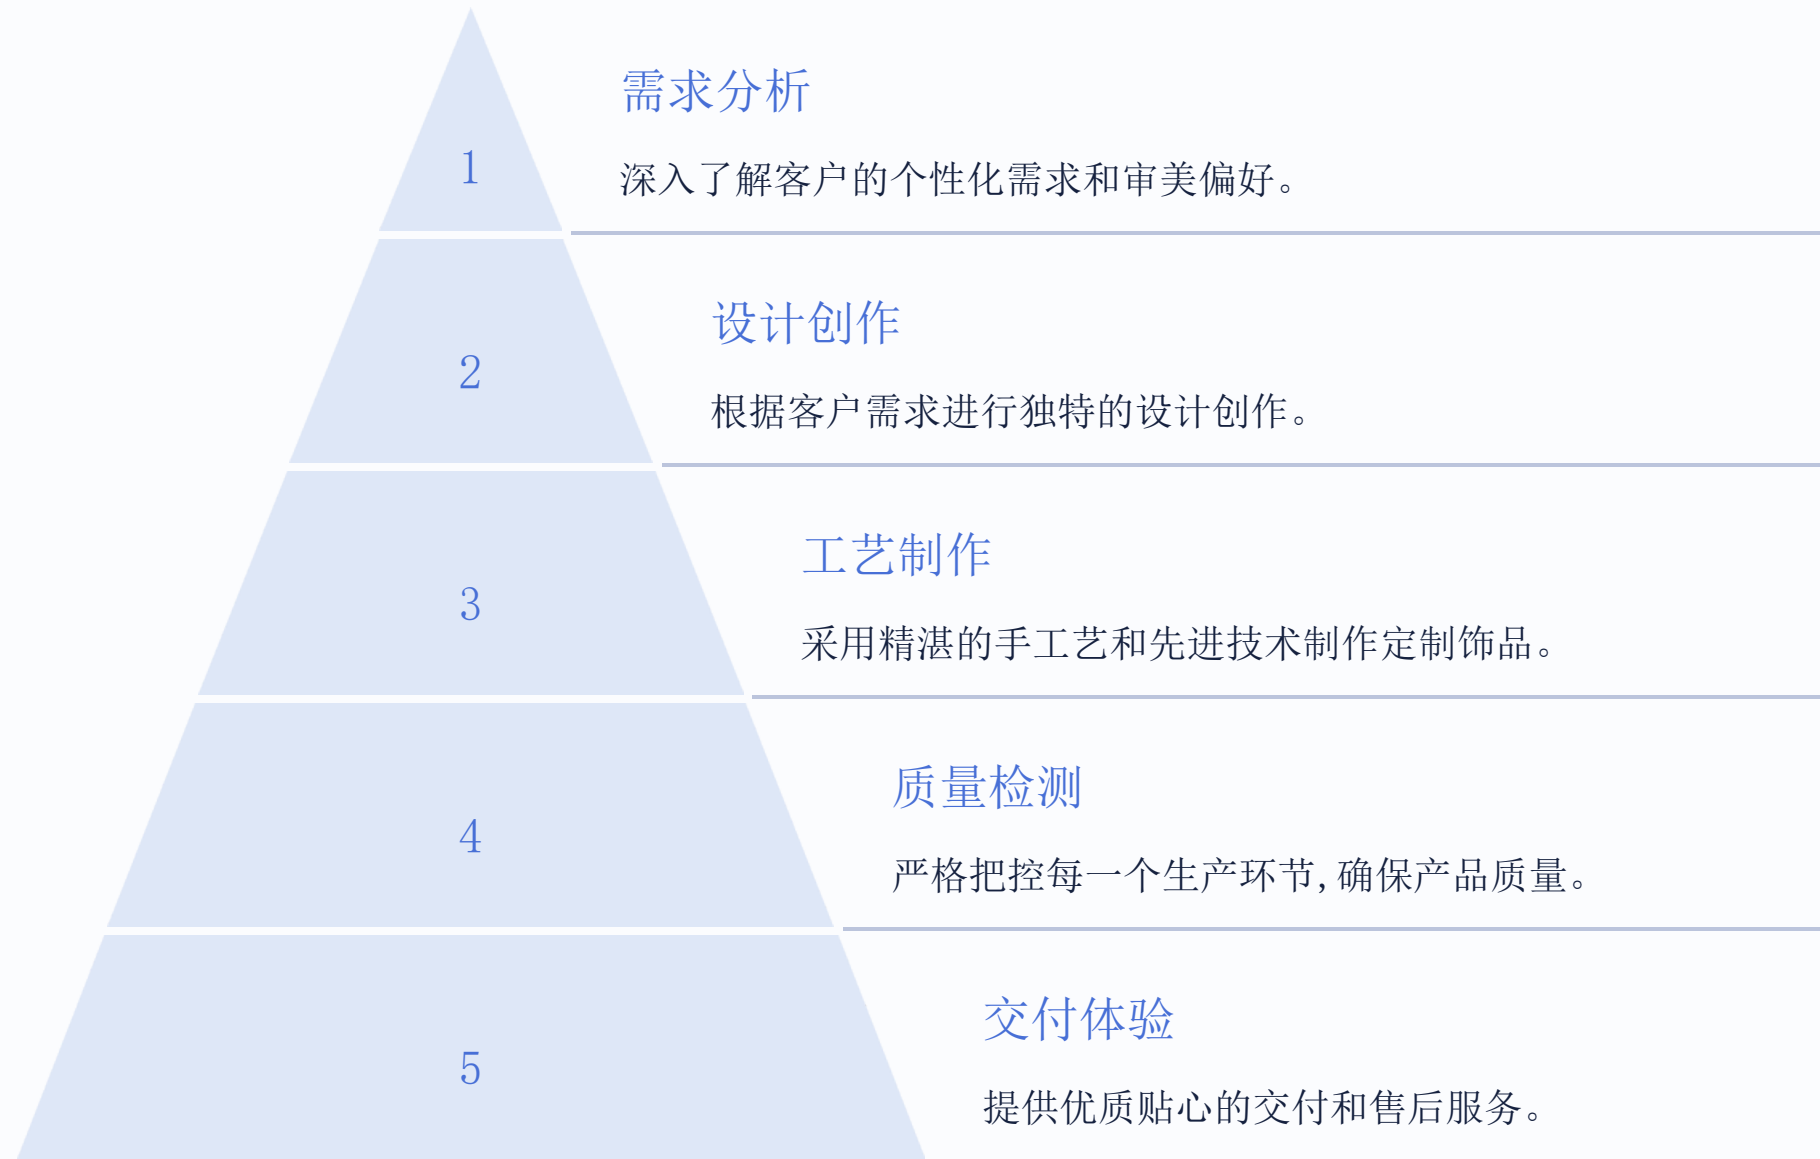 1
需求分析
深入了解客户的个性化需求和审美偏好。
2
设计创作
根据客户需求进行独特的设计创作。
3
工艺制作
采用精湛的手工艺和先进技术制作定制饰品。
4
质量检测
严格把控每一个生产环节,确保产品质量。
5
交付体验
提供优质贴心的交付和售后服务。